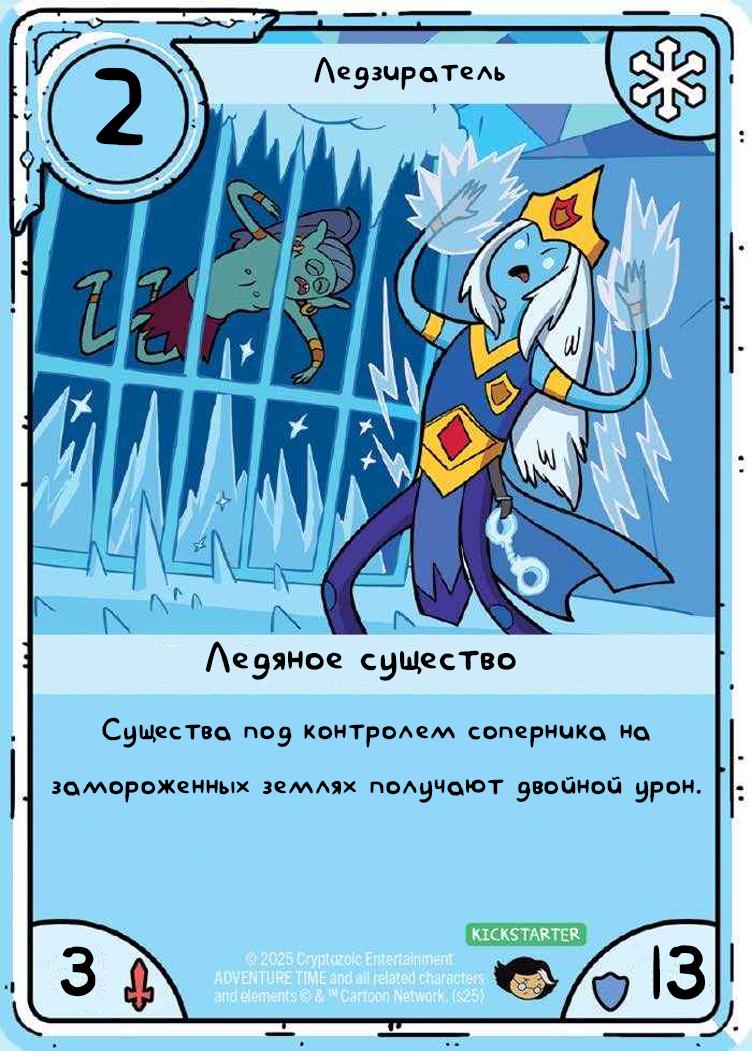 2
Ледзиратель
Ледяное существо
Существа под контролем соперника на
замороженных землях получают двойной урон.
KICKSTARTER
3
© 2025 Cryptozoic Entertainment
ADVENTURE TIME and all related characters
and elements © & ™ Cartoon Network. (s25)
13